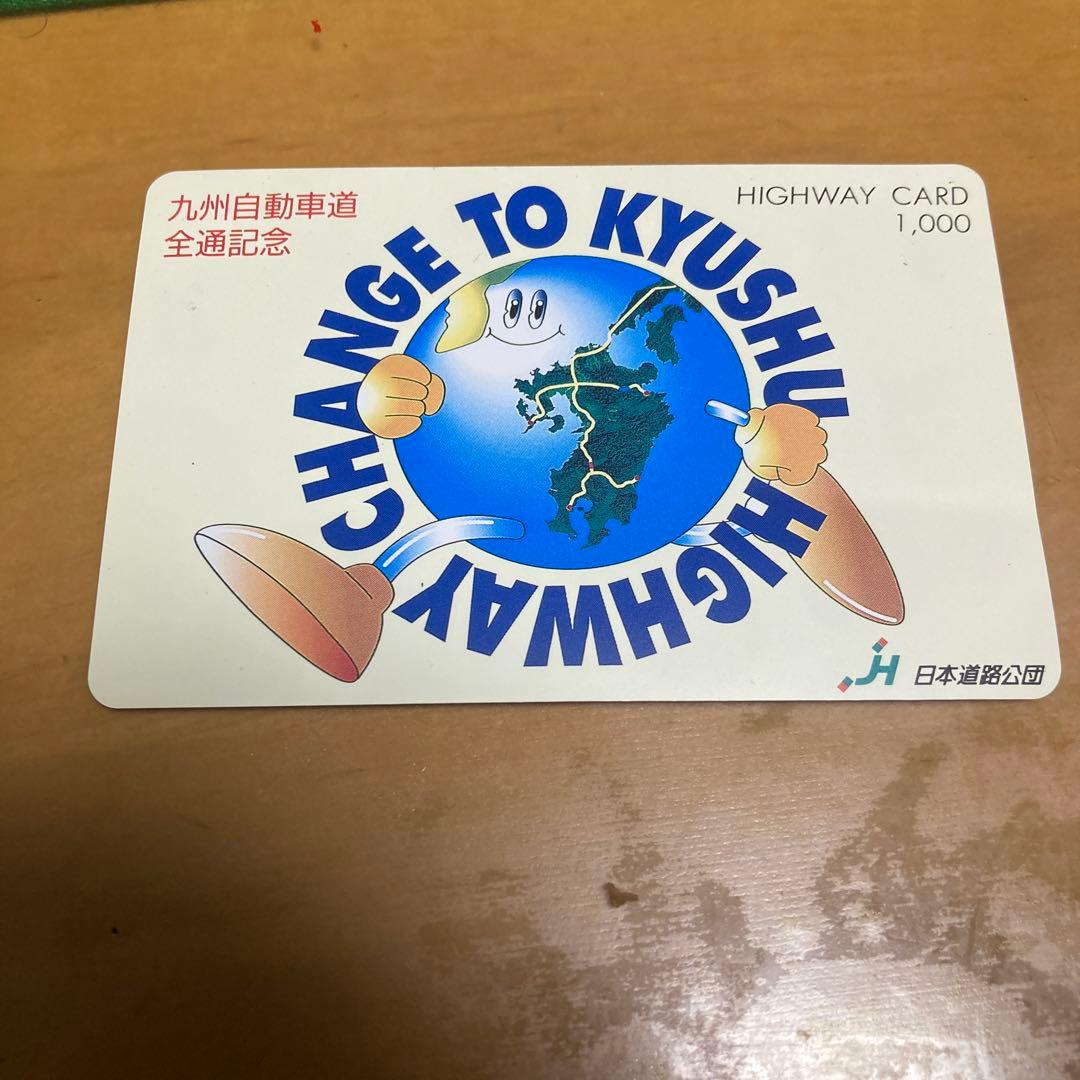 九州自動車道
全通記念
HIGHWAY CARD
1,000
CHANGE TO KYUSHU HIGHWAY
JH 日本道路公団